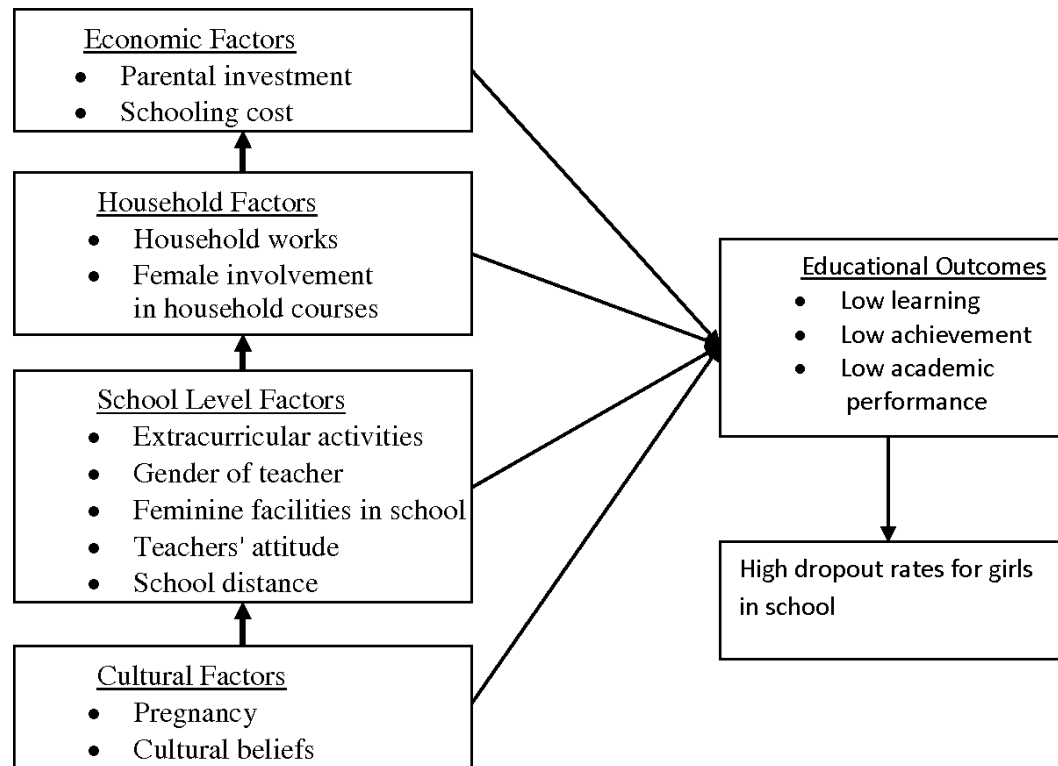 Economic Factors
• Parental investment
• Schooling cost
Household Factors
• Household works
• Female involvement
in household courses
School Level Factors
• Extracurricular activities
• Gender of teacher
• Feminine facilities in school
• Teachers' attitude
• School distance
Cultural Factors
• Pregnancy
• Cultural beliefs
Educational Outcomes
• Low learning
• Low achievement
• Low academic
performance
High dropout rates for girls
in school